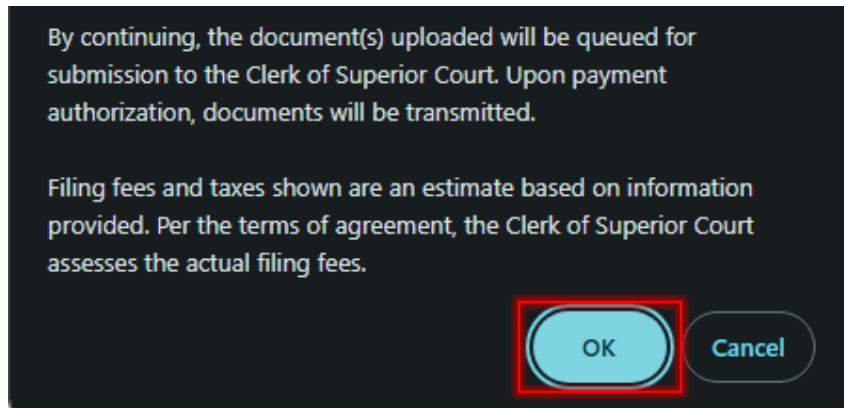 By continuing, the document(s) uploaded will be queued for
submission to the Clerk of Superior Court. Upon payment
authorization, documents will be transmitted.
Filing fees and taxes shown are an estimate based on information
provided. Per the terms of agreement, the Clerk of Superior Court
assesses the actual filing fees.
OK
Cancel